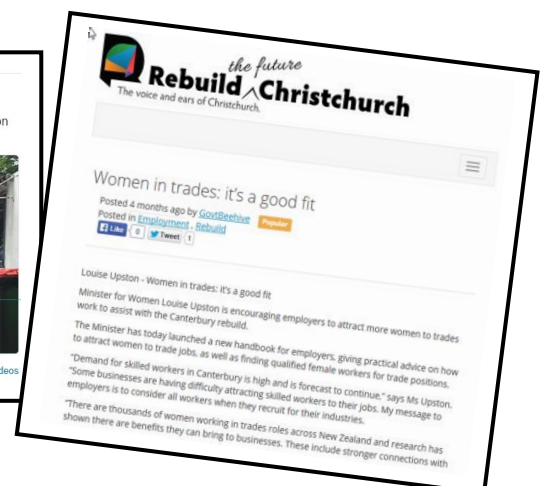 on
deos
the future
Rebuild Christchurch
The voice and ears of Christchurch.
Women in trades: it's a good fit
Posted 4 months ago by GovtBeehive Popular
Posted in Employment , Rebuild
Like 0 Tweet 1
Louise Upston - Women in trades: it's a good fit
Minister for Women Louise Upston is encouraging employers to attract more women to trades
work to assist with the Canterbury rebuild.
The Minister has today launched a new handbook for employers, giving practical advice on how
to attract women to trade jobs, as well as finding qualified female workers for trade positions.
"Demand for skilled workers in Canterbury is high and is forecast to continue," says Ms Upston.
"Some businesses are having difficulty attracting skilled workers to their jobs. My message to
employers is to consider all workers when they recruit for their industries.
"There are thousands of women working in trades roles across New Zealand and research has
shown there are benefits they can bring to businesses. These include stronger connections with